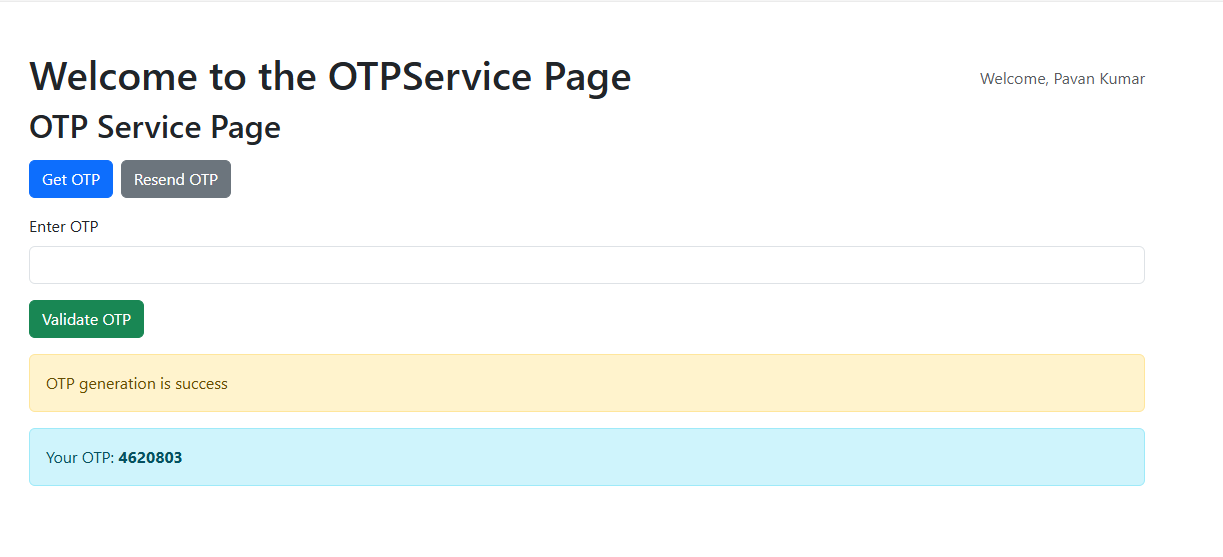 Welcome to the OTPService Page
Welcome, Pavan Kumar
OTP Service Page
Get OTP
Resend OTP
Enter OTP
Validate OTP
OTP generation is success
Your OTP: 4620803